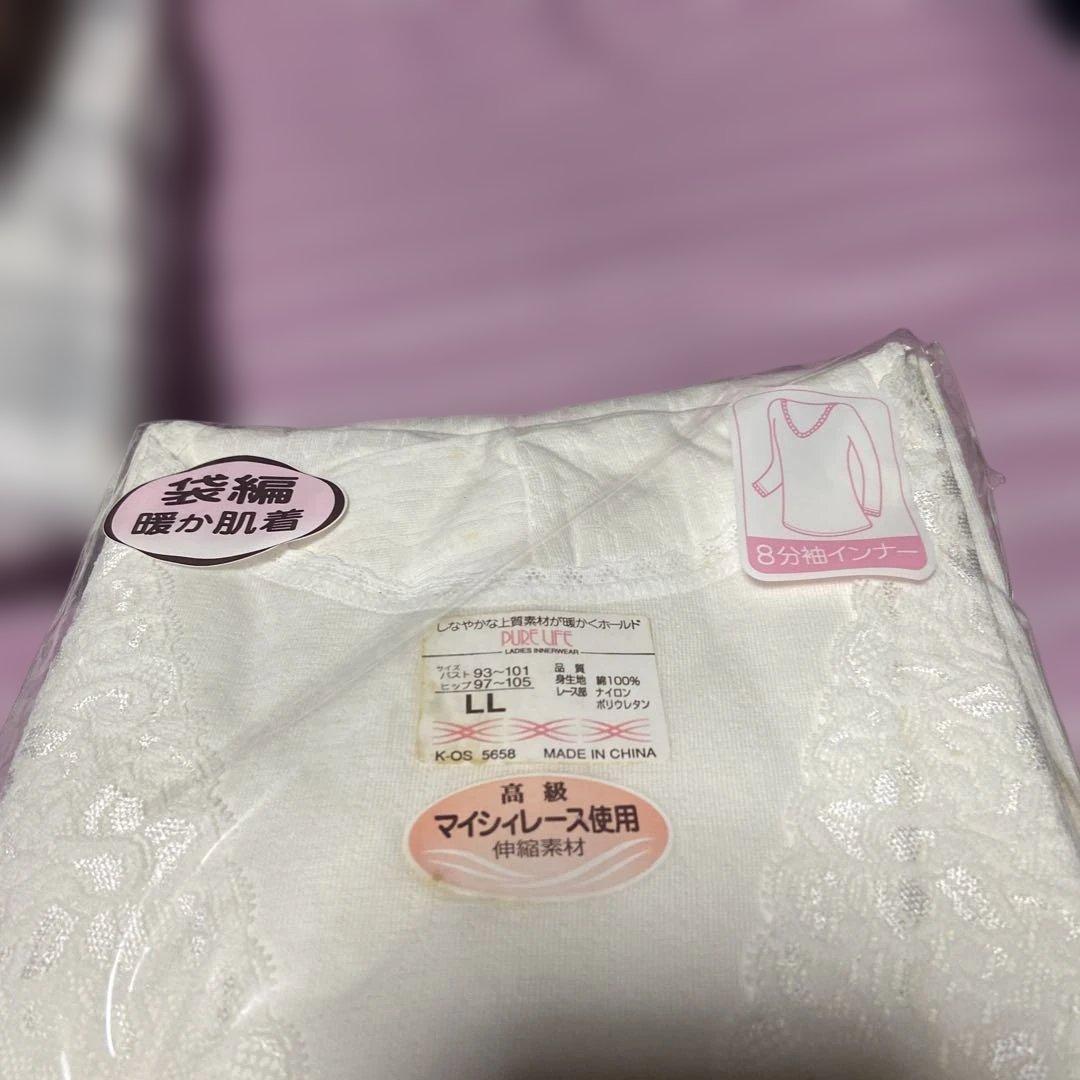 袋編
暖か肌着
8分袖インナー
しなやかな上質素材が暖かくホールド
PURE LIFE
LADIES INNERWEAR
サイズ
バスト 93〜101
ヒップ 97〜105
LL
品質
身生地 綿100%
レース部 ナイロン
ポリウレタン
K-OS 5658 MADE IN CHINA
高級
マイシィレース使用
伸縮素材